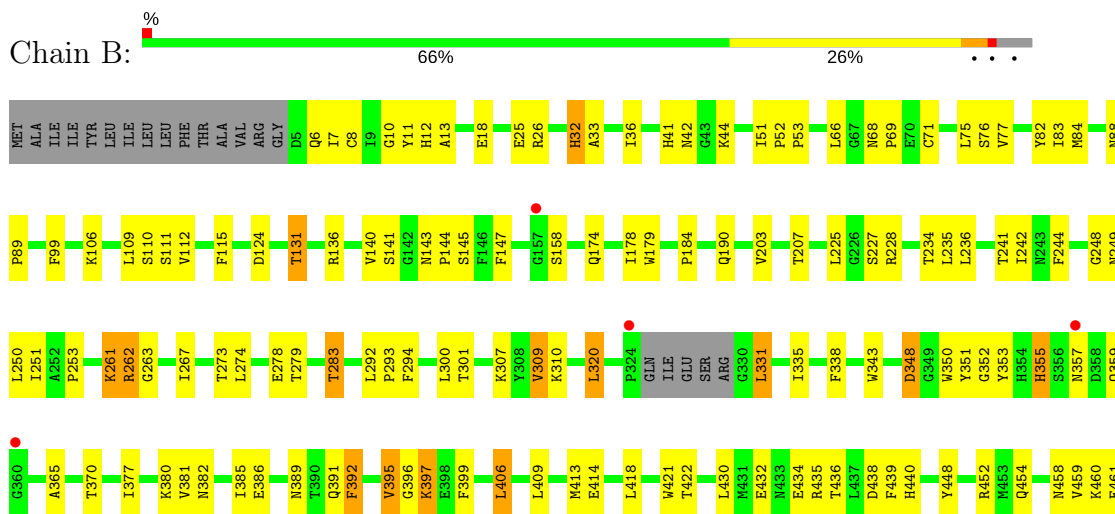 %
Chain B:
66% 26% • • •
MET ALA ILE ILE TYR LEU ILE LEU LEU PHE THR ALA VAL ARG GLY D5 Q6 I7 C8 I9 G10 Y11 H12 A13 E18 E25 R26 H32 A33 I36 H41 N42 G43 K44 I51 P52 P53 L66 G67 N68 P69 E70 C71 L75 S76 V77 Y82 I83 M84
P89 F99 K106 L109 S110 S111 V112 F115 D124 T131 R136 V140 S141 G142 N143 P144 S145 F146 F147 G157 S158 Q174 I178 W179 P184 Q190 V203 T207 L225 G226 S227 R228 T234 L235 L236 T241 I242 N243 F244 G248 N249
L250 I251 A252 P253 K261 R262 G263 I267 T273 L274 E278 T279 T283 L292 P293 F294 L300 T301 K307 Y308 V309 K310 L320 P324 GLN ILE GLU SER ARG G330 L331 I335 F338 W343 D348 G349 W350 Y351 G352 Y353 H354 H355 S356 N357 D358 Q359
G360 A365 T370 I377 K380 V381 N382 I385 E386 N389 T390 Q391 F392 V395 G396 K397 E398 F399 L406 L409 M413 E414 L418 W421 T422 L430 M431 E432 N433 E434 R435 T436 L437 D438 F439 H440 Y448 R452 M453 Q454 N458 V459 K460